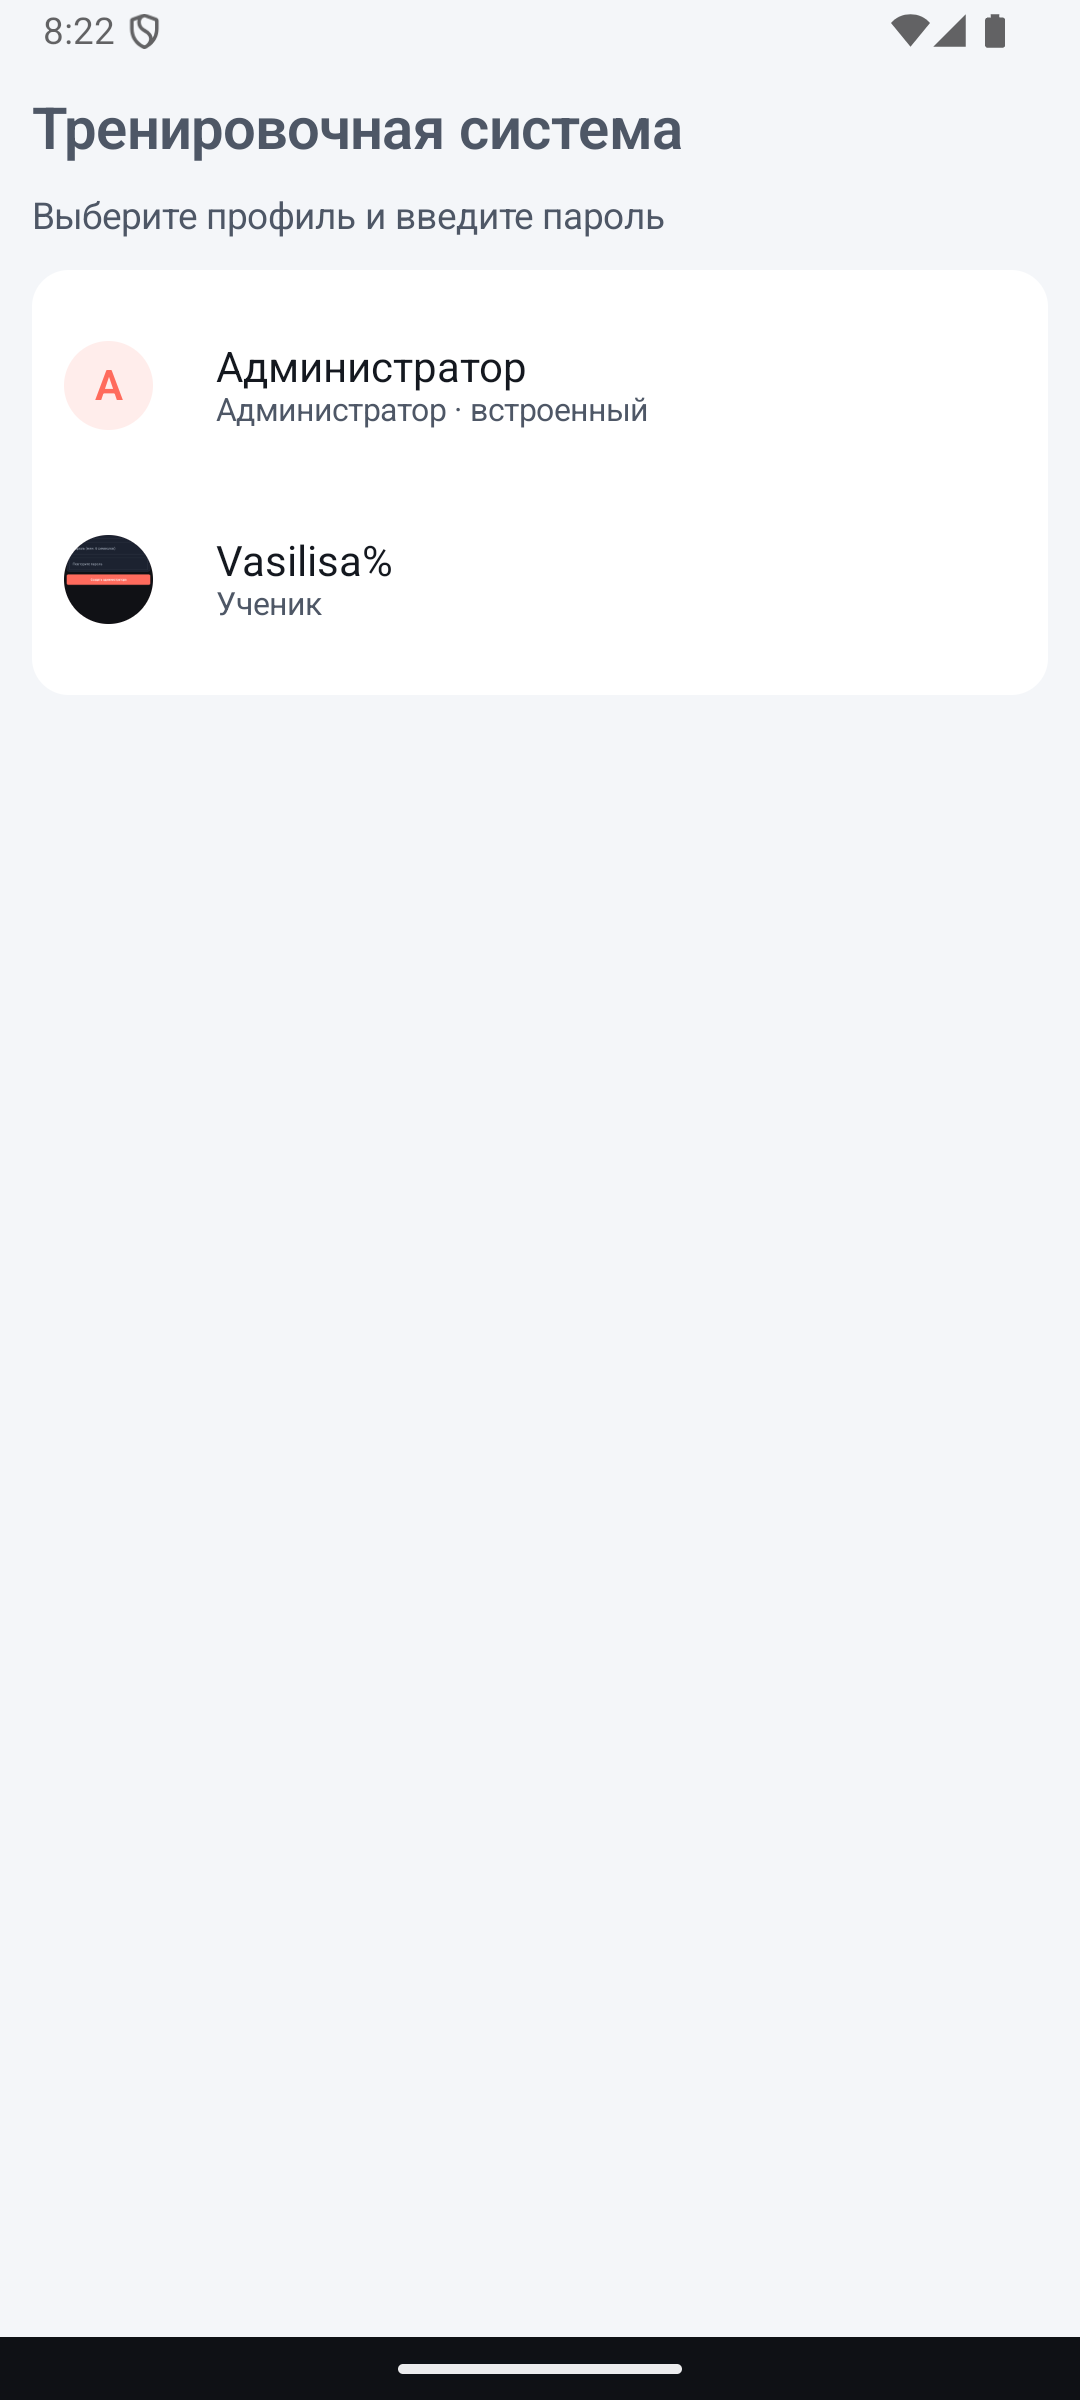 8:22
Тренировочная система
Выберите профиль и введите пароль
А
Администратор
Администратор · встроенный
Vasilisa%
Ученик